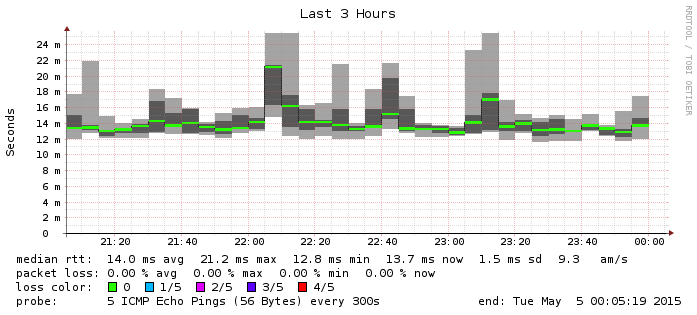 Last 3 Hours
RRDTOOL / TOBI OETIKER
Seconds
24 m
22 m
20 m
18 m
16 m
14 m
12 m
10 m
8 m
6 m
4 m
2 m
0
21:20 21:40 22:00 22:20 22:40 23:00 23:20 23:40 00:00
median rtt: 14.0 ms avg 21.2 ms max 12.8 ms min 13.7 ms now 1.5 ms sd 9.3 am/s
packet loss: 0.00 % avg 0.00 % max 0.00 % min 0.00 % now
loss color: 0 1/5 2/5 3/5 4/5
probe: 5 ICMP Echo Pings (56 Bytes) every 300s end: Tue May 5 00:05:19 2015